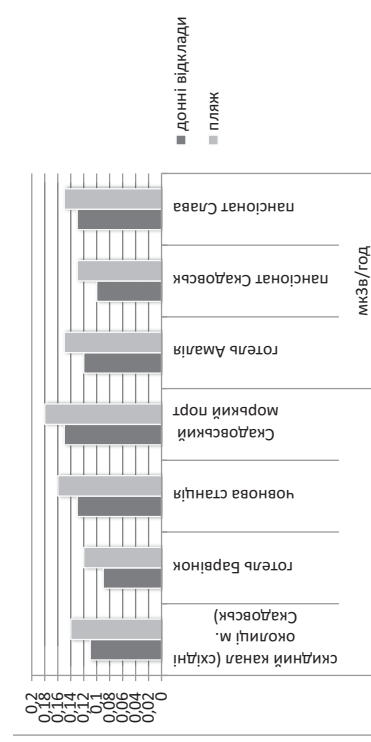 0,2
0,18
0,16
0,14
0,12
0,1
0,08
0,06
0,04
0,02
0
скидний канал (східні
околиці м.
Скадовськ)
готель Барвінок
човнова станція
Скадовський
морький порт
готель Амалія
пансіонат Скадовськ
пансіонат Слава
мкЗв/год
донні відклади
пляж